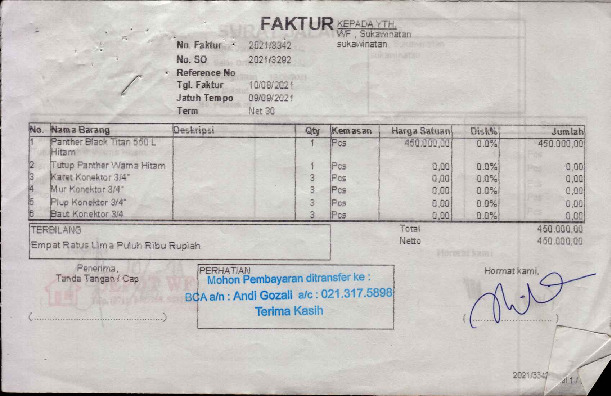 FAKTUR
KEPADA YTH,
WF , Sukawinatan
sukawinatan
No. Faktur 2021/3342
No. SO 2021/3292
Reference No
Tgl. Faktur 10/08/2021
Jatuh Tempo 09/09/2021
Term Net 30
No. Nama Barang Deskripsi Qty Kemasan Harga Satuan Disk% Jumlah
1 Panther Black Titan 550 L 1 Pcs 450.000,00 0.0% 450.000,00
Hitam
2 Tutup Panther Warna Hitam 1 Pcs 0,00 0.0% 0,00
3 Karet Konektor 3/4" 3 Pcs 0,00 0.0% 0,00
4 Mur Konektor 3/4" 3 Pcs 0,00 0.0% 0,00
5 Plup Konektor 3/4" 3 Pcs 0,00 0.0% 0,00
6 Baut Konektor 3/4 3 Pcs 0,00 0.0% 0,00
TERBILANG
Total 450.000,00
Empat Ratus Lima Puluh Ribu Rupiah
Netto 450.000,00
Penerima,
Tanda Tangan / Cap
PERHATIAN
Mohon Pembayaran ditransfer ke :
BCA a/n : Andi Gozali a/c : 021.317.5898
Terima Kasih
Hormat kami,
(..............................)
(..............................)
2021/334